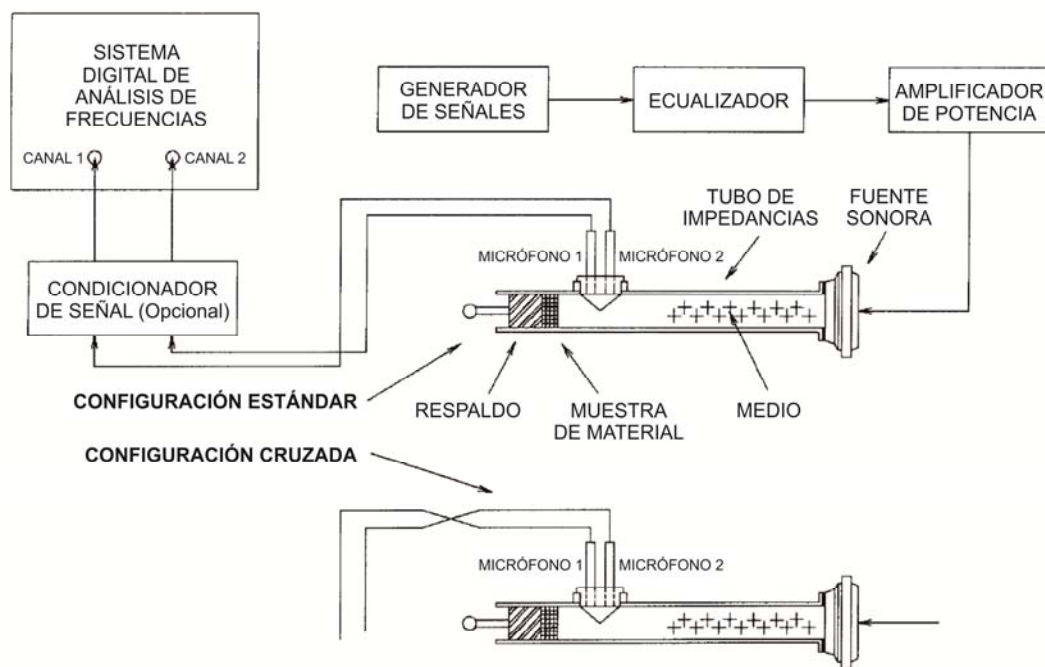 SISTEMA
DIGITAL DE
ANÁLISIS DE
FRECUENCIAS
CANAL 1
CANAL 2
GENERADOR
DE SEÑALES
ECUALIZADOR
AMPLIFICADOR
DE POTENCIA
TUBO DE
IMPEDANCIAS
FUENTE
SONORA
MICRÓFONO 1
MICRÓFONO 2
CONDICIONADOR
DE SEÑAL (Opcional)
CONFIGURACIÓN ESTÁNDAR
RESPALDO
MUESTRA
DE MATERIAL
MEDIO
CONFIGURACIÓN CRUZADA
MICRÓFONO 1
MICRÓFONO 2